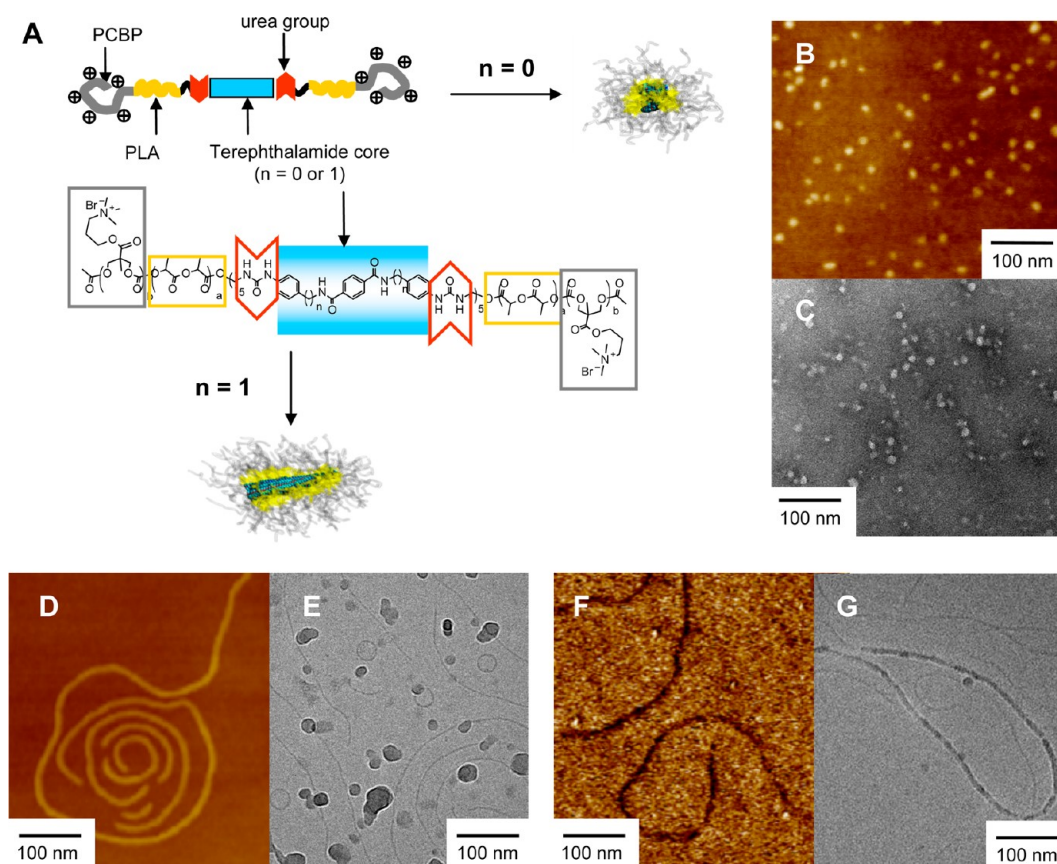 A
urea group
PCBP
n = 0
PLA
Terephthalamide core
(n = 0 or 1)
n = 1
B
100 nm
C
100 nm
D
100 nm
E
100 nm
F
100 nm
G
100 nm